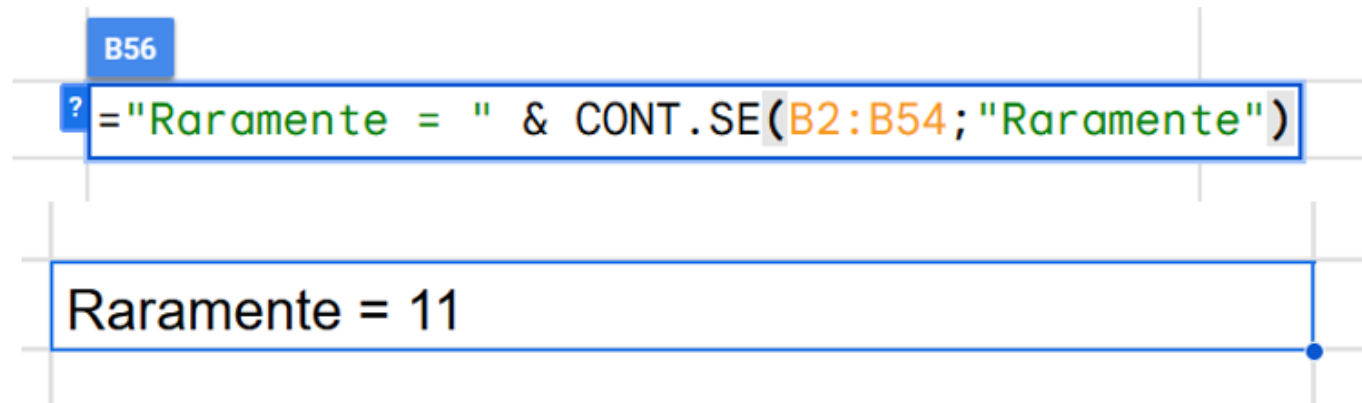 B56
? ="Raramente = " & CONT.SE(B2:B54;"Raramente")
Raramente = 11